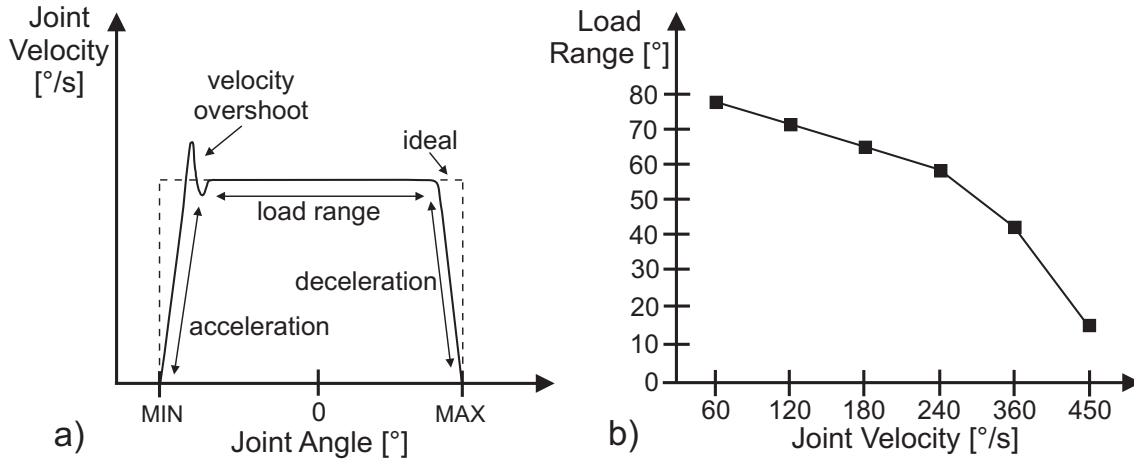 Joint
Velocity
[°/s]
velocity
overshoot
ideal
load range
deceleration
acceleration
MIN
0
MAX
a)
Joint Angle [°]
Load
Range [°]
80
70
60
50
40
30
20
10
0
60
120
180
240
360
450
b)
Joint Velocity [°/s]